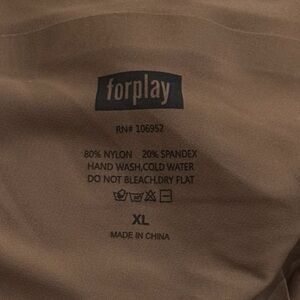 forplay
RN# 106952
80% NYLON 20% SPANDEX
HAND WASH,COLD WATER
DO NOT BLEACH,DRY FLAT
XL
MADE IN CHINA